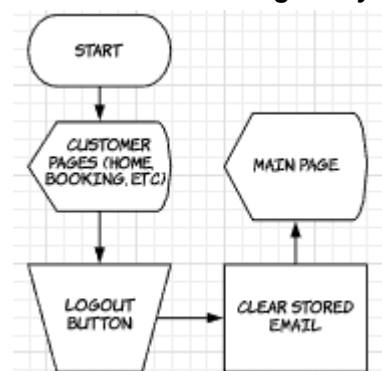 START
CUSTOMER
PAGES (HOME,
BOOKING, ETC)
LOGOUT
BUTTON
CLEAR STORED
EMAIL
MAIN PAGE